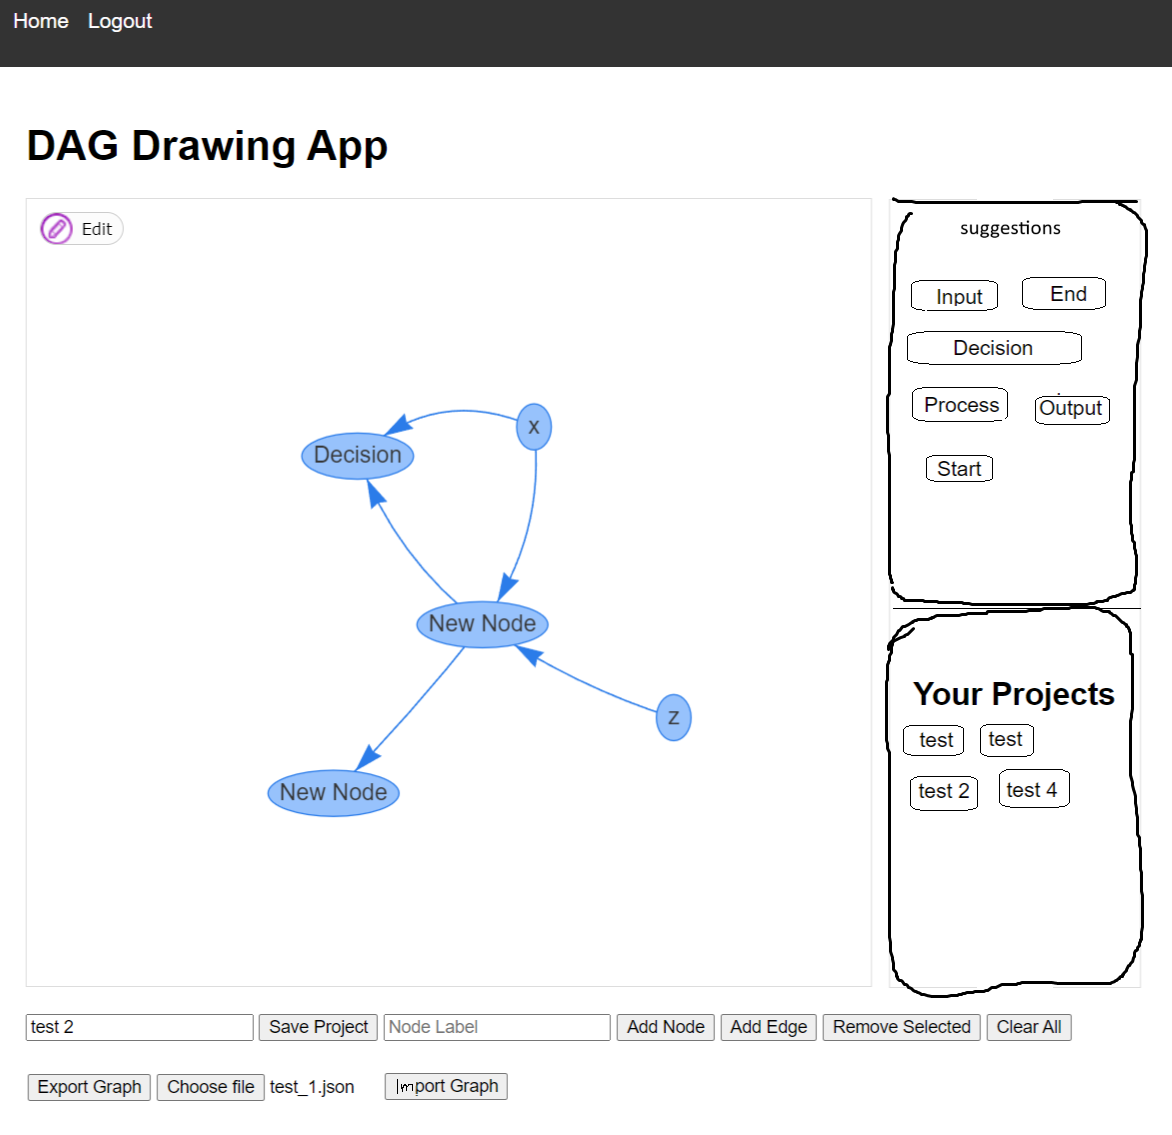 Home Logout
DAG Drawing App
Edit
suggestions
Input End
Decision
Process Output
Start
x
Decision
New Node
z
New Node
Your Projects
test test
test 2 test 4
test 2 Save Project Node Label Add Node Add Edge Remove Selected Clear All
Export Graph Choose file test_1.json Import Graph